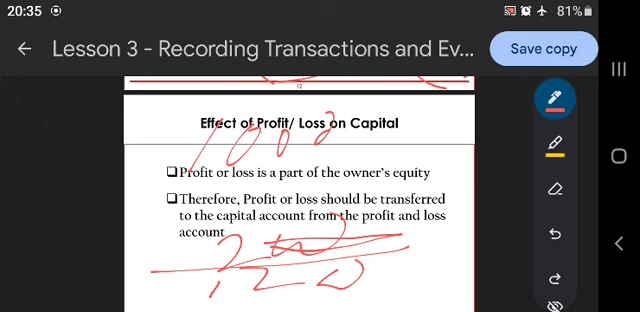 20:35 81%
Lesson 3 - Recording Transactions and Ev... Save copy
12
Effect of Profit/ Loss on Capital
1000
❑Profit or loss is a part of the owner's equity
❑Therefore, Profit or loss should be transferred
to the capital account from the profit and loss
account